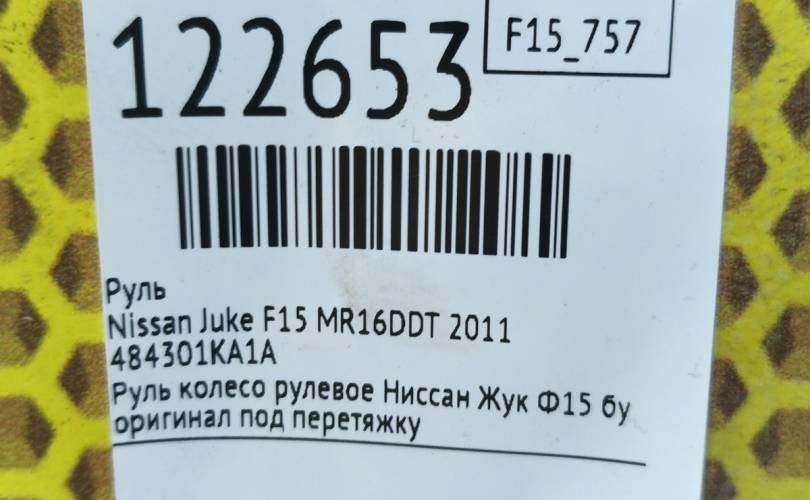 122653
F15_757
Руль
Nissan Juke F15 MR16DDT 2011
484301KA1A
Руль колесо рулевое Ниссан Жук Ф15 бу
оригинал под перетяжку